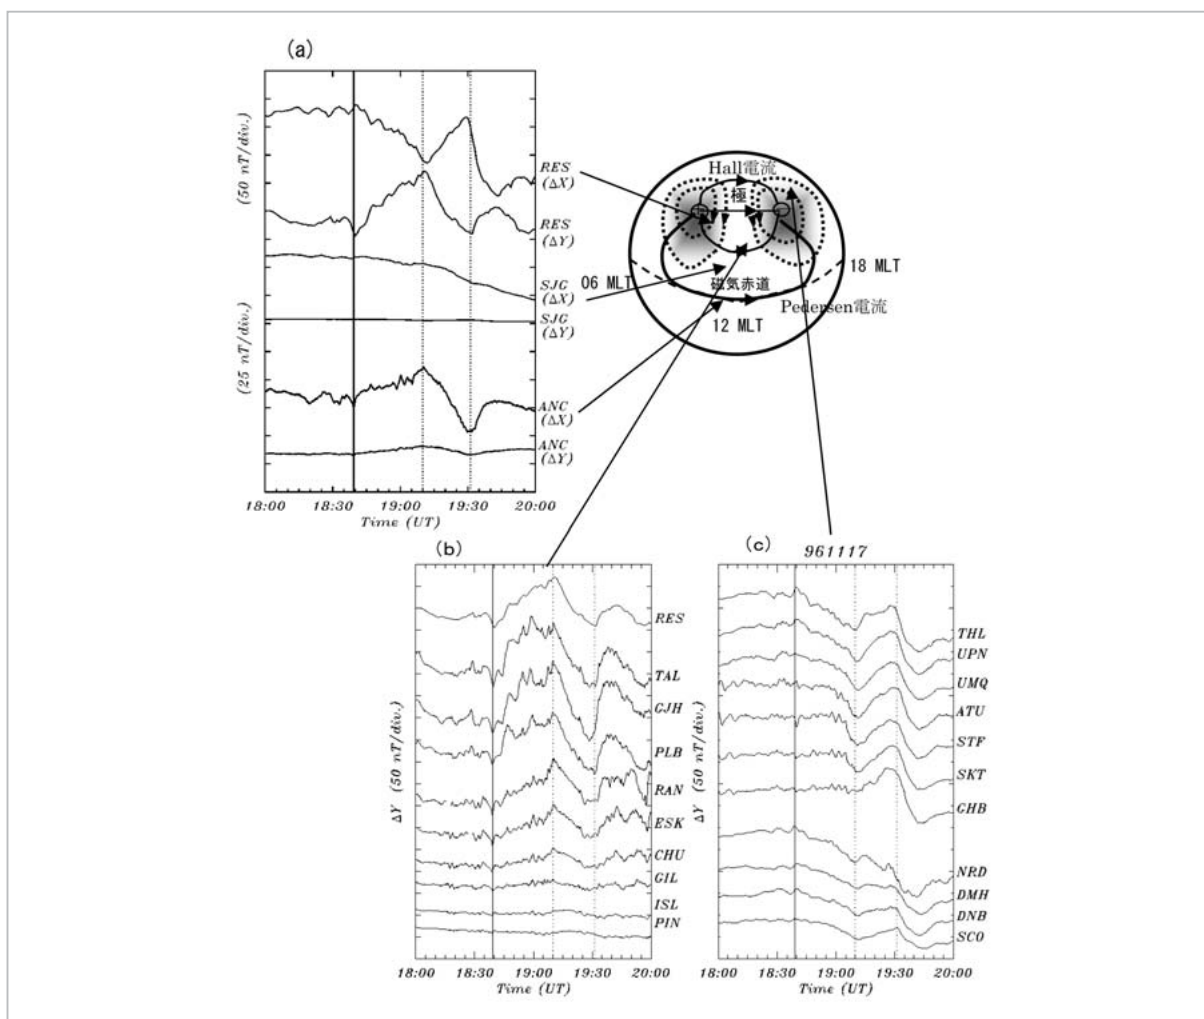 (a)
(50 nT/div.)
(25 nT/div.)
RES
(ΔX)
RES
(ΔY)
SJG
(ΔX)
SJG
(ΔY)
ANC
(ΔX)
ANC
(ΔY)
18:00 18:30 19:00 19:30 20:00
Time (UT)
Hall電流
極
06 MLT
18 MLT
磁気赤道
Pedersen電流
12 MLT
(b)
ΔY (50 nT/div.)
RES
TAL
GJH
PLB
RAN
ESK
CHU
GIL
ISL
PIN
18:00 18:30 19:00 19:30 20:00
Time (UT)
(c)
961117
ΔY (50 nT/div.)
THL
UPN
UMQ
ATU
STF
SKT
GHB
NRD
DMH
DNB
SCO
18:00 18:30 19:00 19:30 20:00
Time (UT)